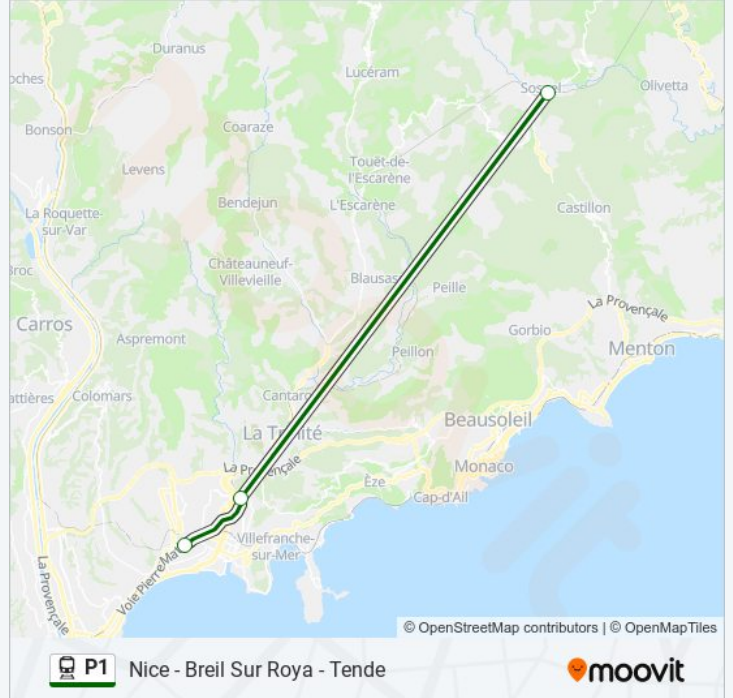 Duranus
oches
Lucéram
Sospel
Olivetta
Bonson
Coaraze
Levens
Touët-de-
l'Escarène
Bendejun
L'Escarène
La Roquette-
sur-Var
Castillon
Broc
Châteauneuf-
Villevieille
Blausasc
Peille
La Provençale
Carros
Aspremont
Gorbio
Menton
Peillon
attières
Colomars
Cantaron
Beausoleil
La Trinité
La Provençale
Monaco
Èze
Cap-d'Ail
Villefranche-
sur-Mer
La Provençale
Voie Pierre Mat
© OpenStreetMap contributors | © OpenMapTiles
P1 Nice - Breil Sur Roya - Tende
moovit